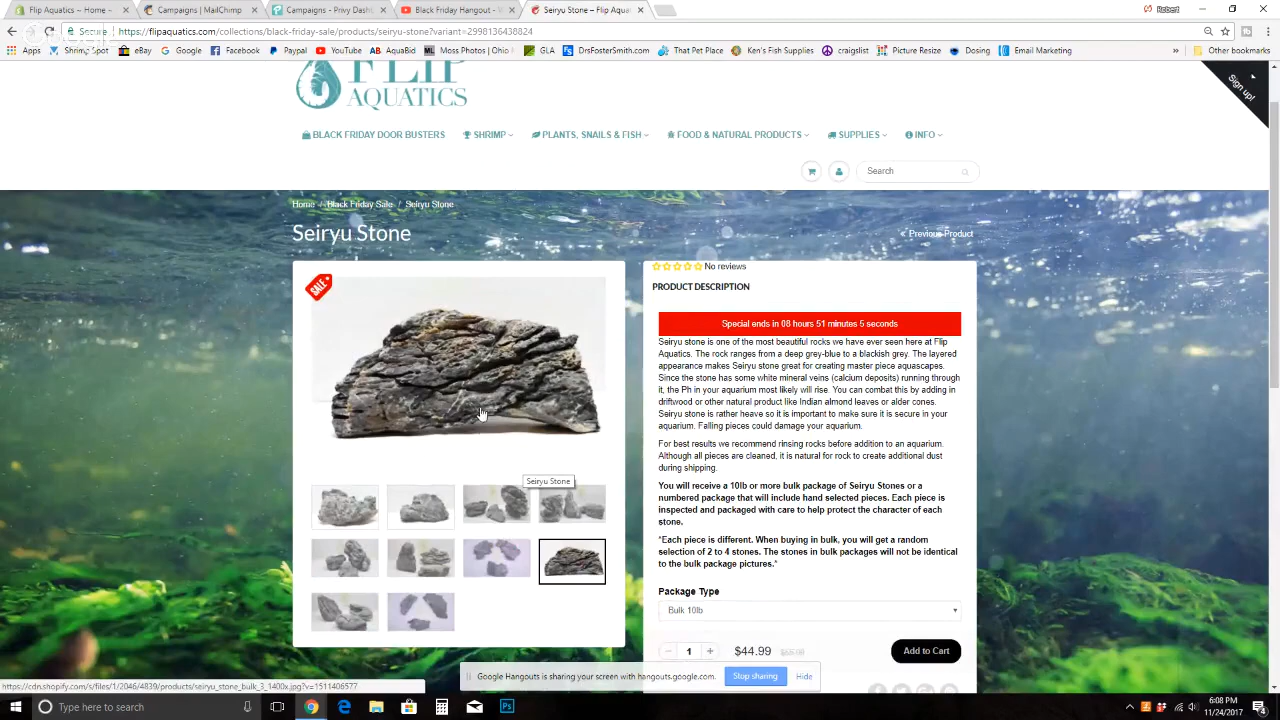 Flip Aquatics ~ Home -
Campaigns | MailChimp
Campaigns - Privy Dashb
Black Friday Hangout -
Seiryu Stone – Flip Aqua
Robert
Secure https://flipaquatics.com/collections/black-friday-sale/products/seiryu-stone?variant=2998136438824
Apps
ShrimpSpot
eBay
Google
Facebook
Paypal
YouTube
AquaBid
ML Moss Photos | Ohio
GLA
DrsFosterSmith.com
That Pet Place
Ken's Fish Supply
craigslist
Picture Resize
Dosing
Email Marketing
»
Other bookmarks
FLIP
AQUATICS
Sign up!
BLACK FRIDAY DOOR BUSTERS
SHRIMP
PLANTS, SNAILS & FISH
FOOD & NATURAL PRODUCTS
SUPPLIES
INFO
Search
Home / Black Friday Sale / Seiryu Stone
Seiryu Stone
« Previous Product
SALE
No reviews
PRODUCT DESCRIPTION
Special ends in 08 hours 51 minutes 5 seconds
Seiryu stone is one of the most beautiful rocks we have ever seen here at Flip
Aquatics. The rock ranges from a deep grey-blue to a blackish grey. The layered
appearance makes Seiryu stone great for creating master piece aquascapes.
Since the stone has some white mineral veins (calcium deposits) running through
it, the Ph in your aquarium most likely will rise. You can combat this by adding in
driftwood or other natural product like Indian almond leaves or alder cones.
Seiryu stone is rather heave so it is important to make sure it is secure in your
aquarium. Falling pieces could damage your aquarium.
For best results we recommend rinsing rocks before addition to an aquarium.
Although all pieces are cleaned, it is natural for rock to create additional dust
during shipping.
You will receive a 10lb or more bulk package of Seiryu Stones or a
numbered package that will include hand selected pieces. Each piece is
inspected and packaged with care to help protect the character of each
stone.
*Each piece is different. When buying in bulk, you will get a random
selection of 2 to 4 stones. The stones in bulk packages will not be identical
to the bulk package pictures.*
Seiryu Stone
Package Type
Bulk 10lb
− 1 + $44.99 Add to Cart
Google Hangouts is sharing your screen with hangouts.google.com.
Stop sharing
Hide
https://cdn.shopify.com/s/files/1/2046/4839/products/seiryu_stone_bulk_3_1400x.jpg?v=1511406577
Type here to search
6:08 PM
11/24/2017